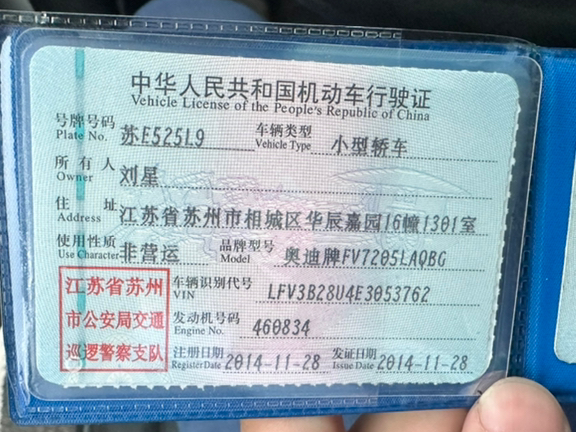 中华人民共和国机动车行驶证
Vehicle License of the People's Republic of China
号牌号码 Plate No. 苏E525L9 车辆类型 Vehicle Type 小型轿车
所有人 Owner 刘星
住址 Address 江苏省苏州市相城区华辰嘉园16幢1301室
使用性质 Use Character 非营运 品牌型号 Model 奥迪牌FV7205LAQBG
车辆识别代号 VIN LFV3B28U4E3053762
发动机号码 Engine No. 460834
注册日期 Register Date 2014-11-28 发证日期 Issue Date 2014-11-28
江苏省苏州
市公安局交通
巡逻警察支队